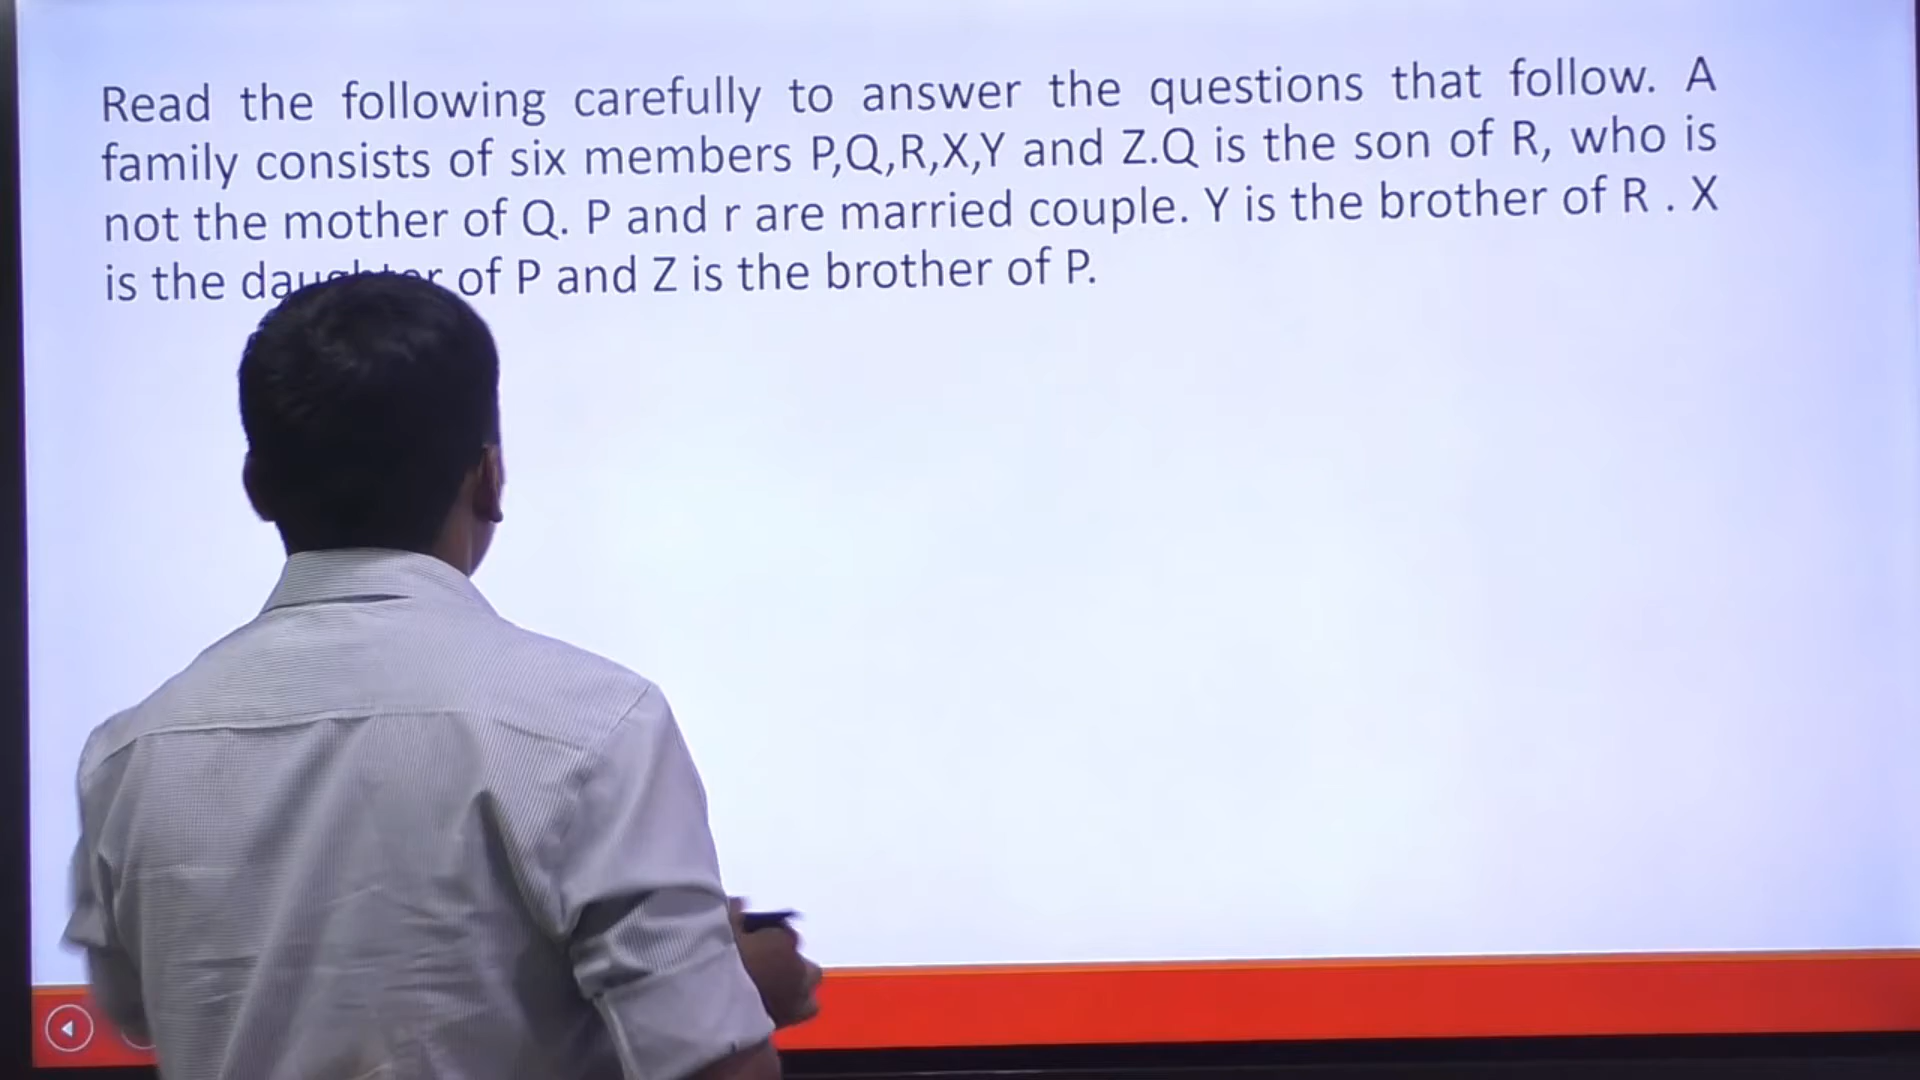 Read the following carefully to answer the questions that follow. A
family consists of six members P,Q,R,X,Y and Z.Q is the son of R, who is
not the mother of Q. P and r are married couple. Y is the brother of R . X
is the daughter of P and Z is the brother of P.